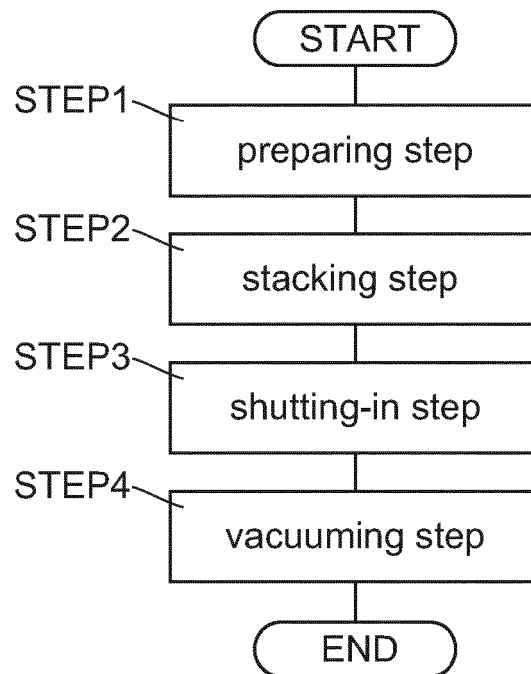 START
STEP1
preparing step
STEP2
stacking step
STEP3
shutting-in step
STEP4
vacuuming step
END